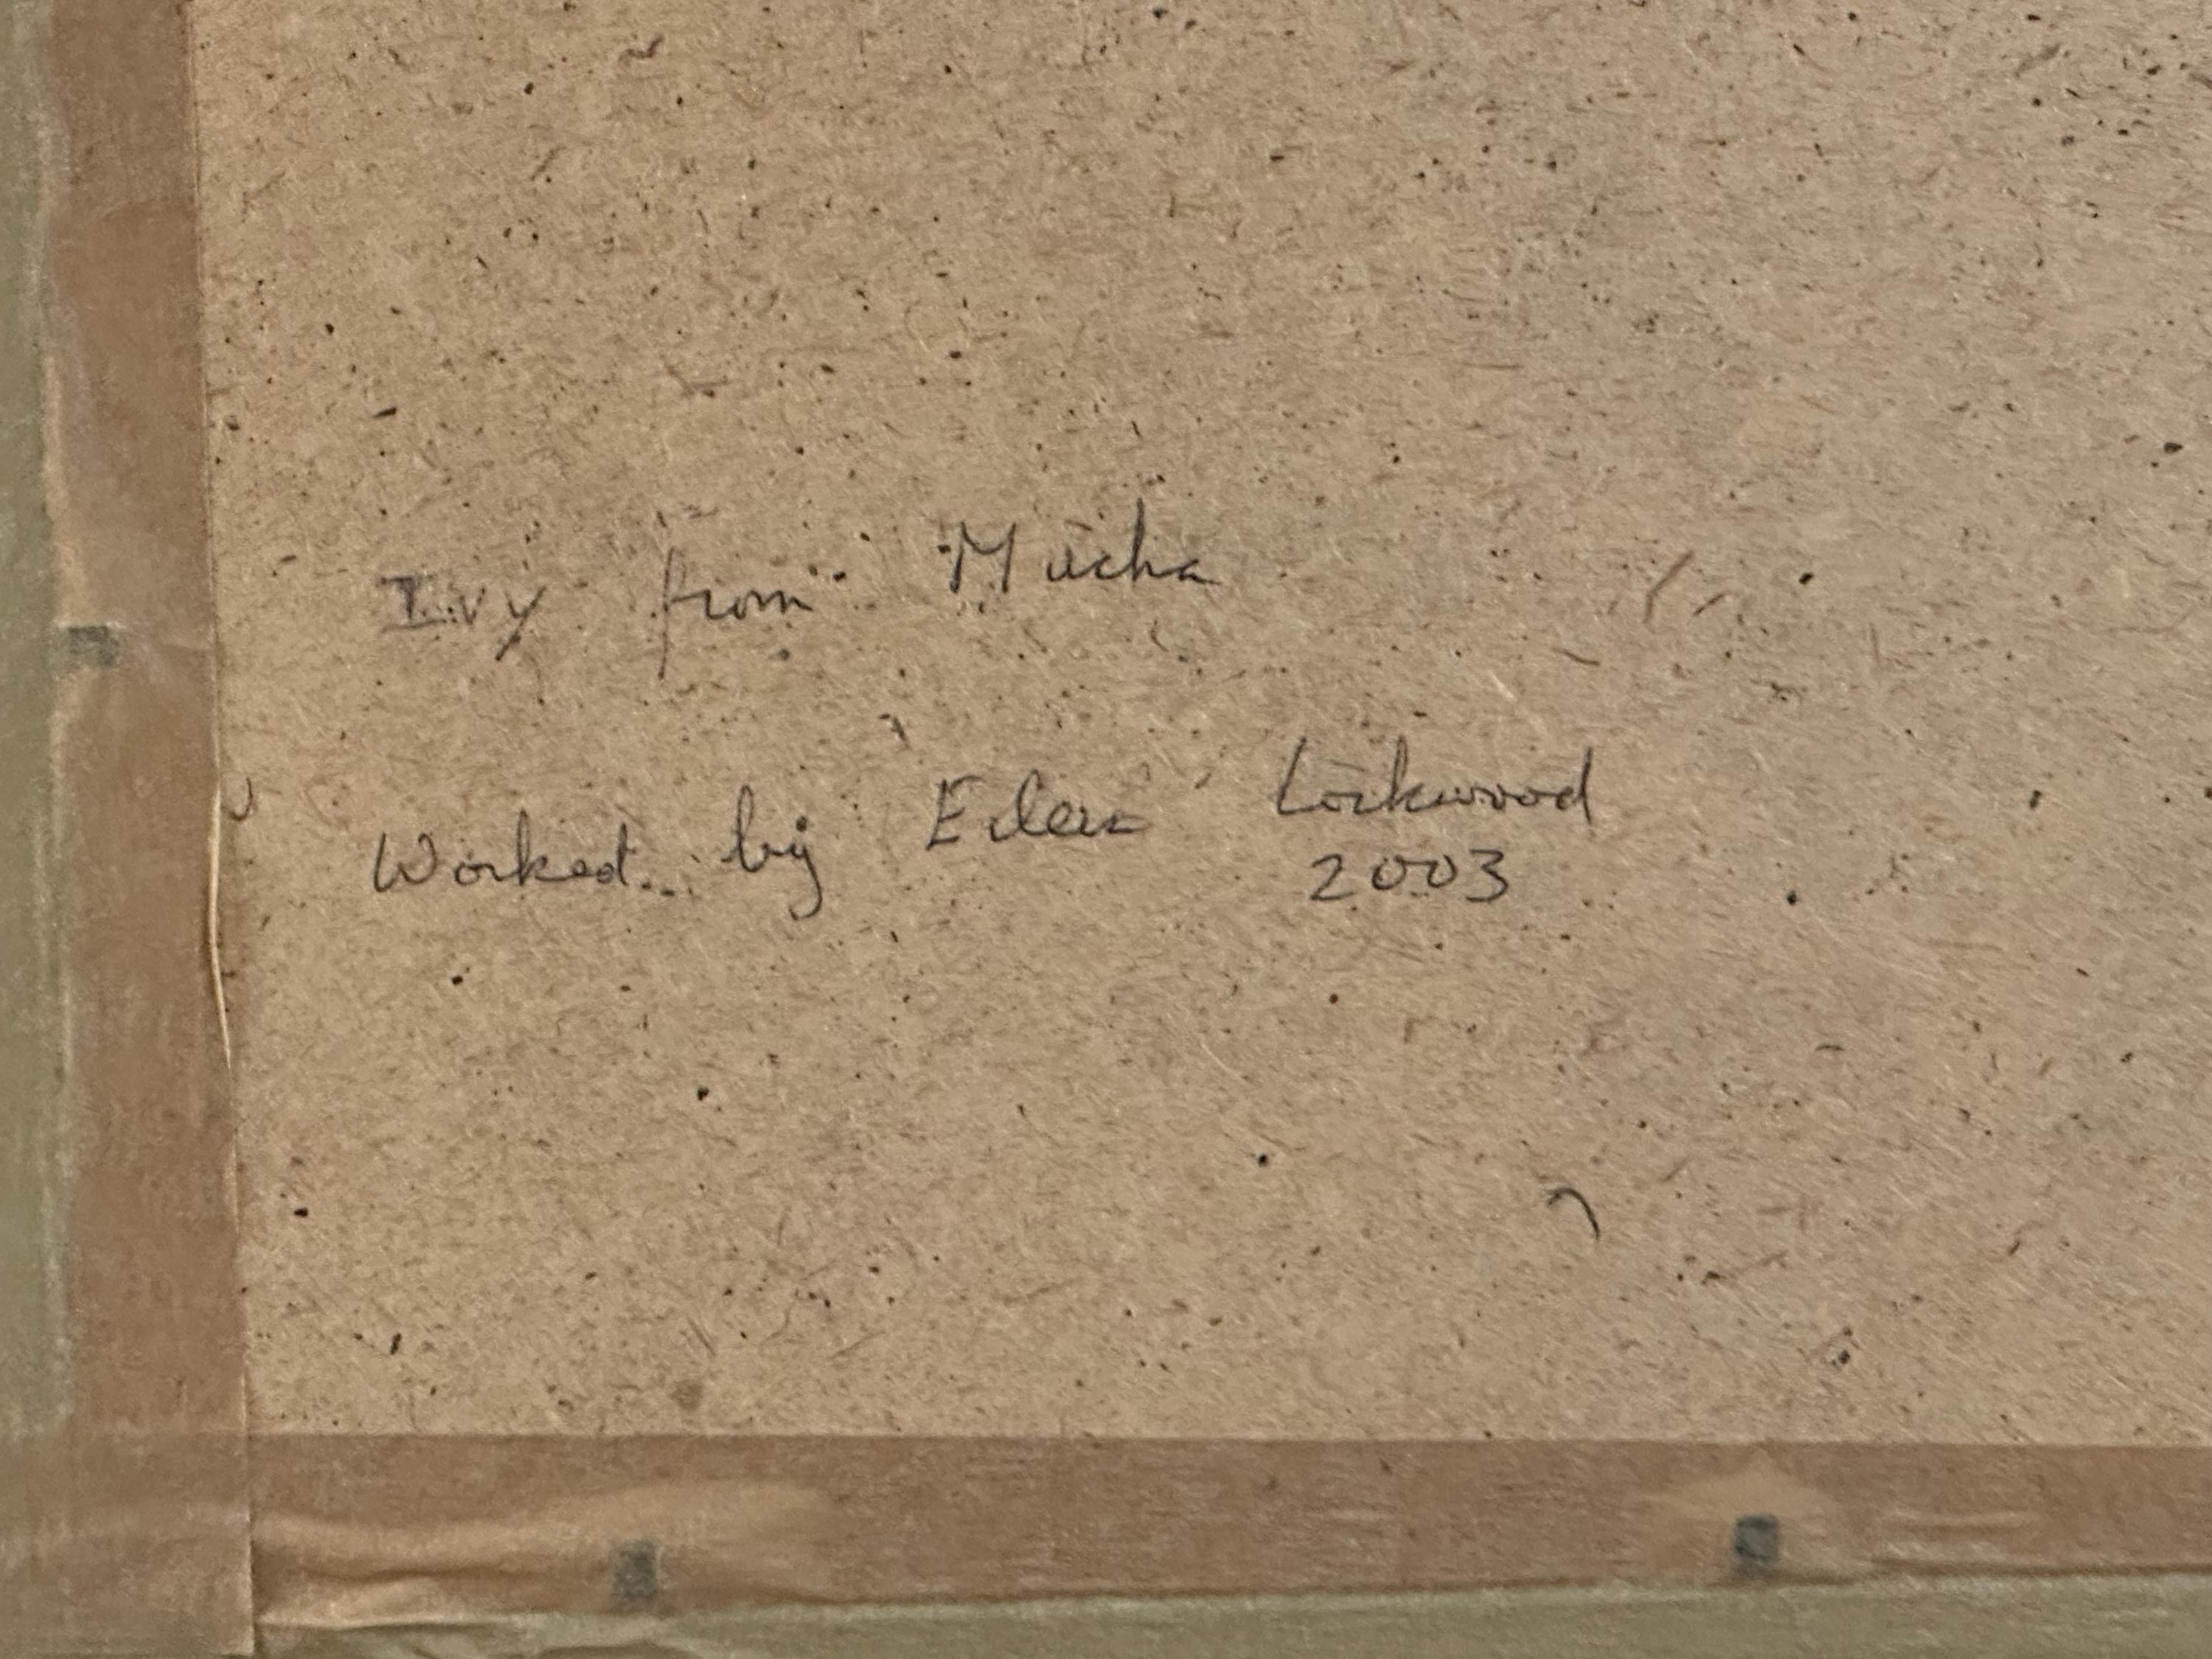 Ivy from Mucha
Worked by Eileen Lockwood
2003